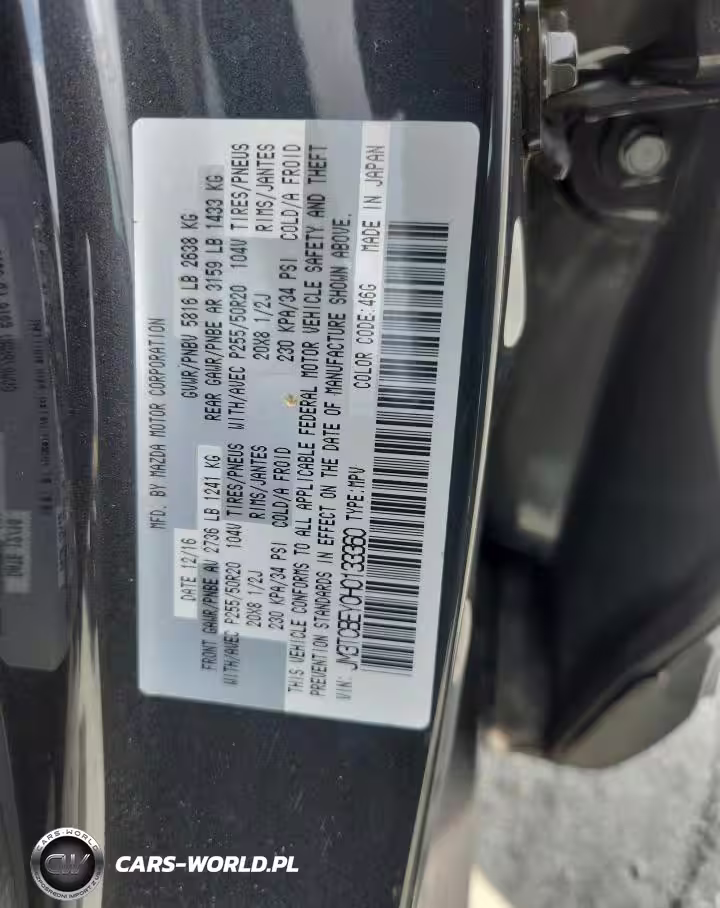 MFD. BY MAZDA MOTOR CORPORATION
DATE 12/16 GVWR/PNBV 5816 LB 2638 KG
FRONT GAWR/PNBE AV 2736 LB 1241 KG REAR GAWR/PNBE AR 3159 LB 1433 KG
WITH/AVEC P255/50R20 104V TIRES/PNEUS WITH/AVEC P255/50R20 104V TIRES/PNEUS
20X8 1/2J RIMS/JANTES 20X8 1/2J RIMS/JANTES
230 KPA/34 PSI COLD/A FROID 230 KPA/34 PSI COLD/A FROID
THIS VEHICLE CONFORMS TO ALL APPLICABLE FEDERAL MOTOR VEHICLE SAFETY AND THEFT
PREVENTION STANDARDS IN EFFECT ON THE DATE OF MANUFACTURE SHOWN ABOVE.
VIN: JM3TCBEY0H0133360 TYPE:MPV COLOR CODE:46G MADE IN JAPAN
CARS-WORLD
CW
CARS-WORLD.PL